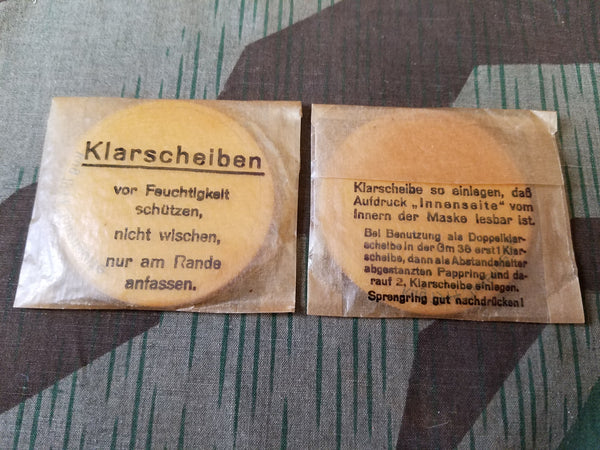 Klarscheiben
vor Feuchtigkeit
schützen,
nicht wischen,
nur am Rande
anfassen.
Klarscheibe so einlegen, daß
Aufdruck „Innenseite" vom
Innern der Maske lesbar ist.
Bei Benutzung als Doppelklar-
scheibe in der Gm 38 erst 1 Klar-
scheibe, dann als Abstandshalter
abgestanzten Pappring und da-
rauf 2. Klarscheibe einlegen.
Sprengring gut nachdrücken!